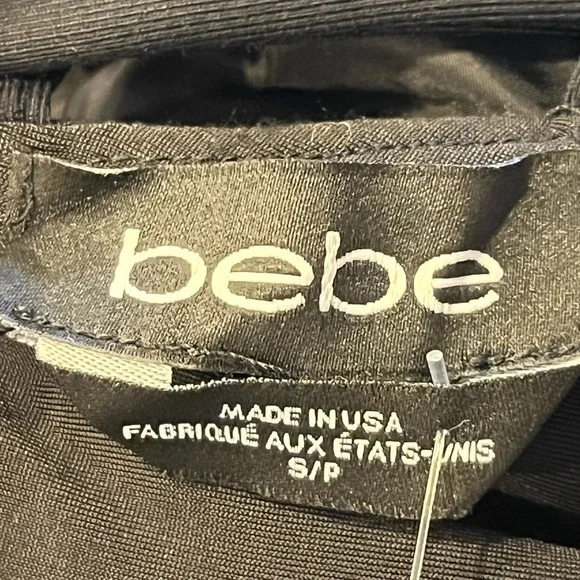 bebe
MADE IN USA
FABRIQUÉ AUX ÉTATS-UNIS
S/P